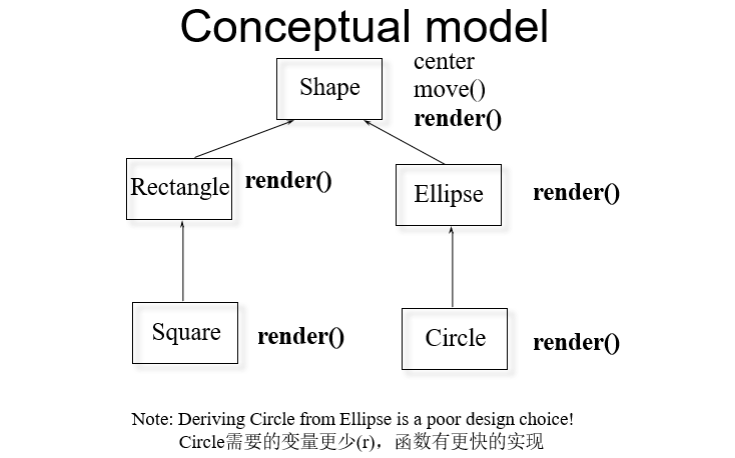 Conceptual model
Shape
center
move()
render()
Rectangle
render()
Ellipse
render()
Square
render()
Circle
render()
Note: Deriving Circle from Ellipse is a poor design choice!
Circle需要的变量更少(r)，函数有更快的实现